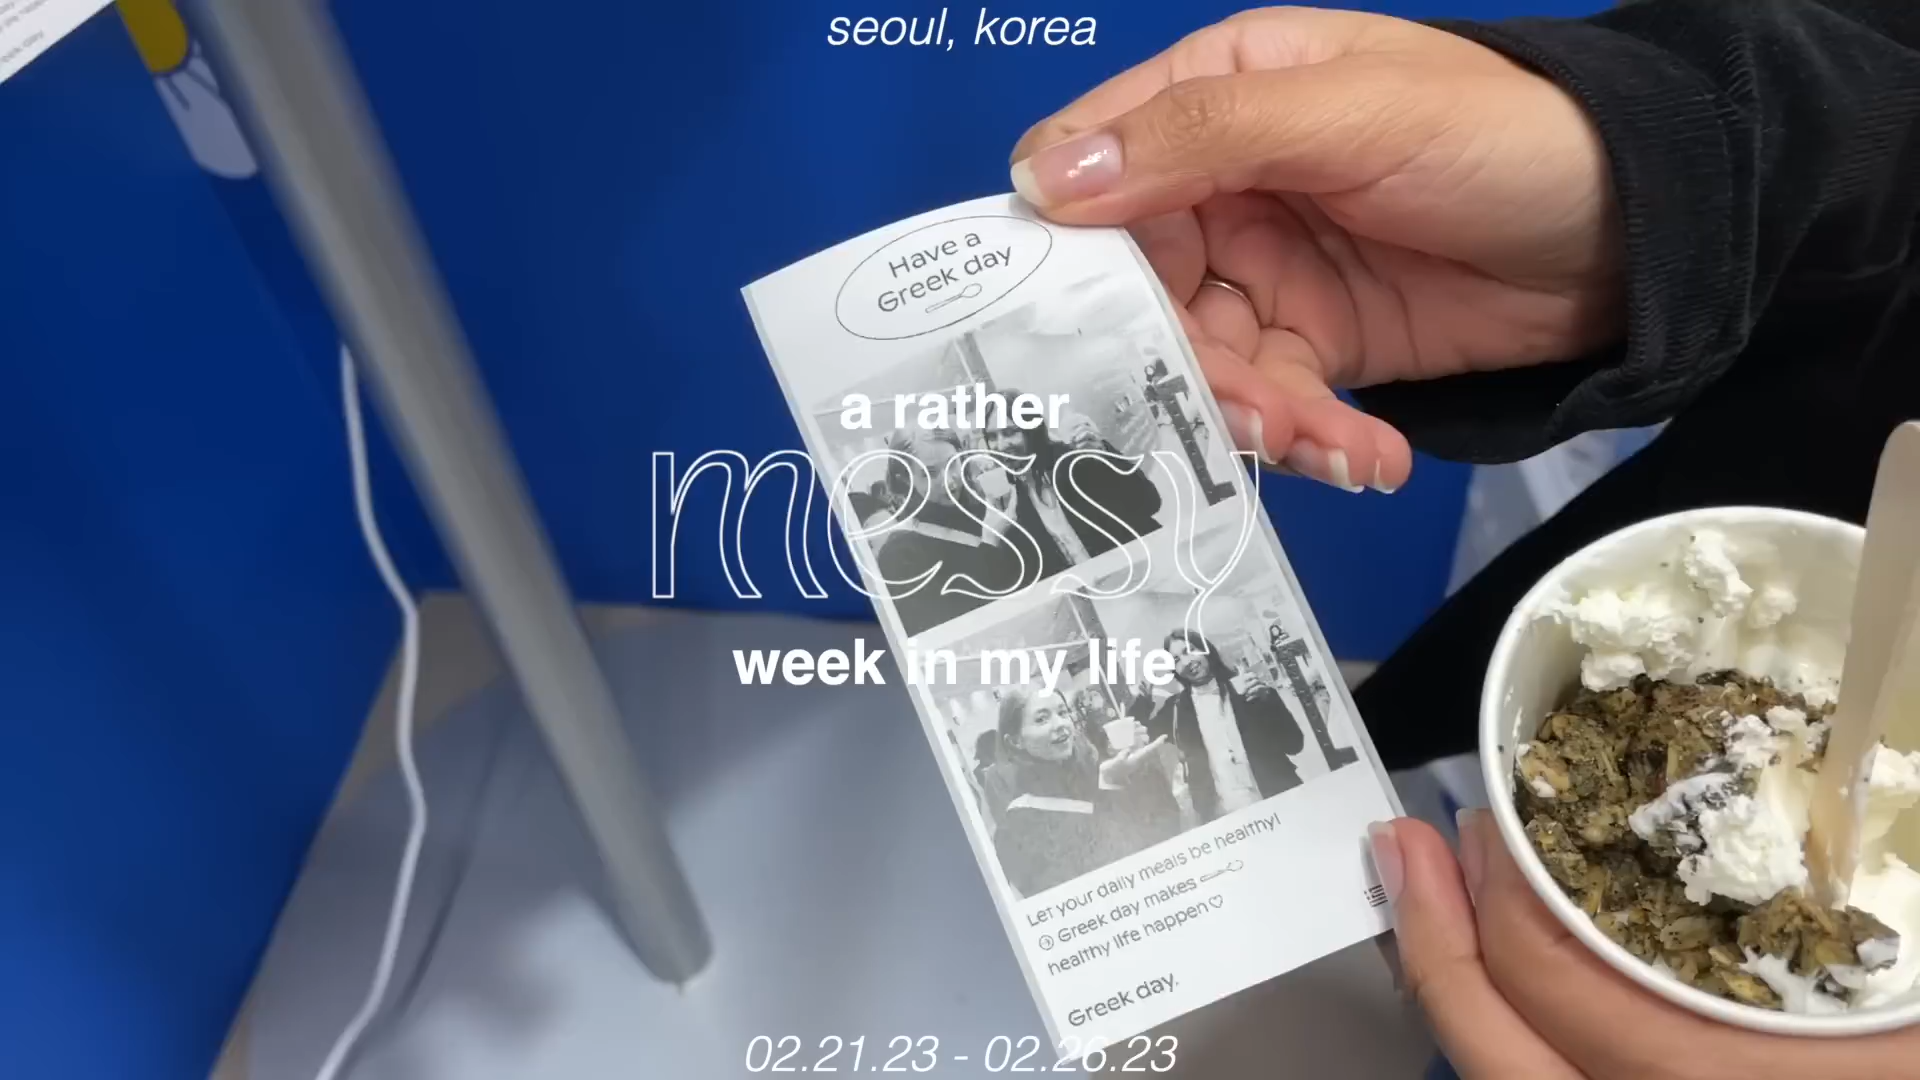 seoul, korea
Have a
Greek day
a rather
messy
week in my life
Let your daily meals be healthy!
Greek day makes
healthy life happen♡
Greek day.
02.21.23 - 02.26.23